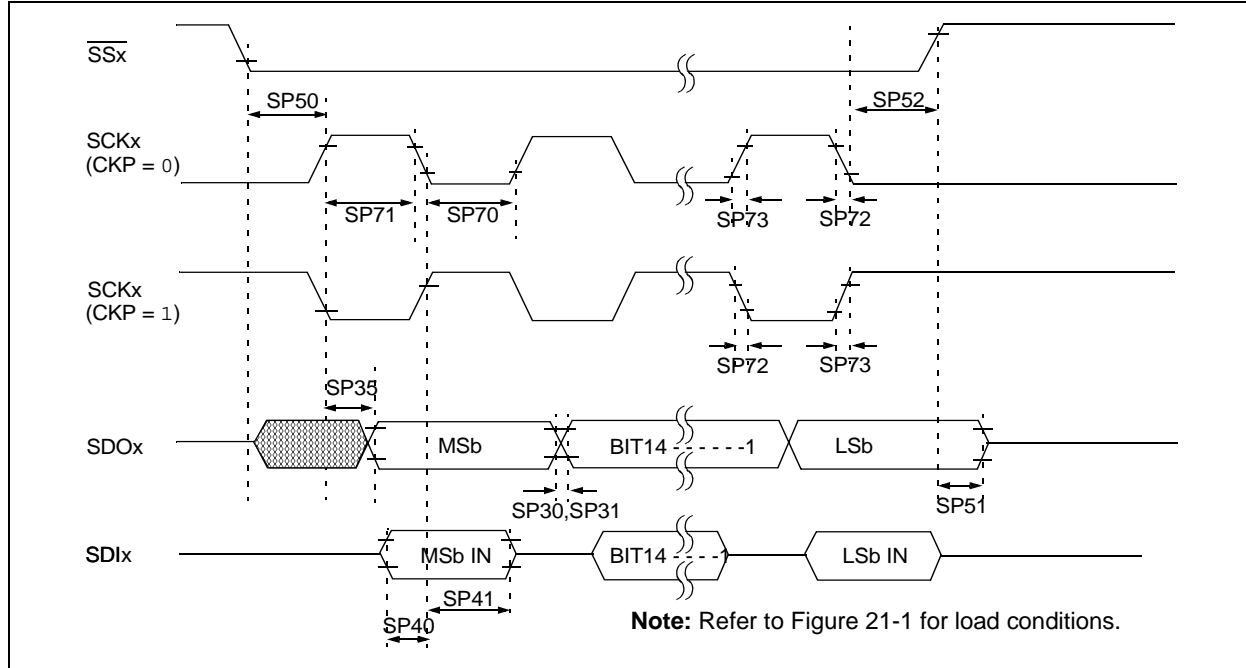 SSx
SP50
SP52
SCKx
(CKP = 0)
SP71
SP70
SP73
SP72
SCKx
(CKP = 1)
SP72
SP73
SP35
SDOx
MSb
BIT14 - - - - - -1
LSb
SP30,SP31
SP51
SDIx
MSb IN
BIT14 - - - - -1
LSb IN
SP41
SP40
Note: Refer to Figure 21-1 for load conditions.